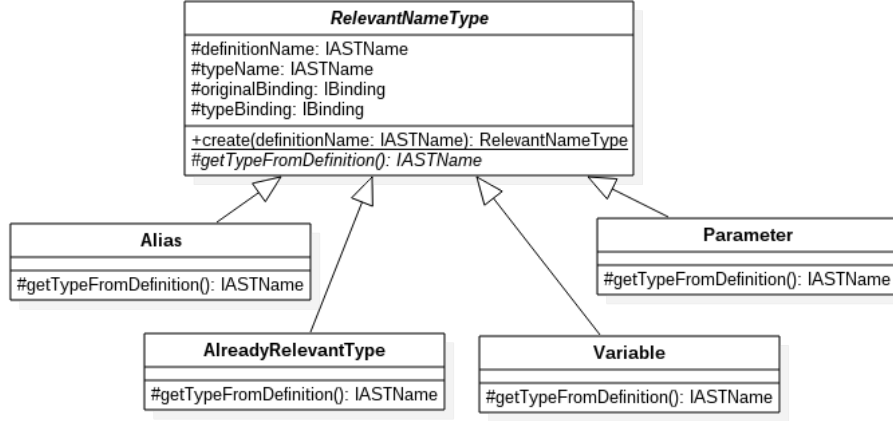 RelevantNameType
#definitionName: IASTName
#typeName: IASTName
#originalBinding: IBinding
#typeBinding: IBinding
+create(definitionName: IASTName): RelevantNameType
#getTypeFromDefinition(): IASTName
Alias
#getTypeFromDefinition(): IASTName
Parameter
#getTypeFromDefinition(): IASTName
AlreadyRelevantType
#getTypeFromDefinition(): IASTName
Variable
#getTypeFromDefinition(): IASTName